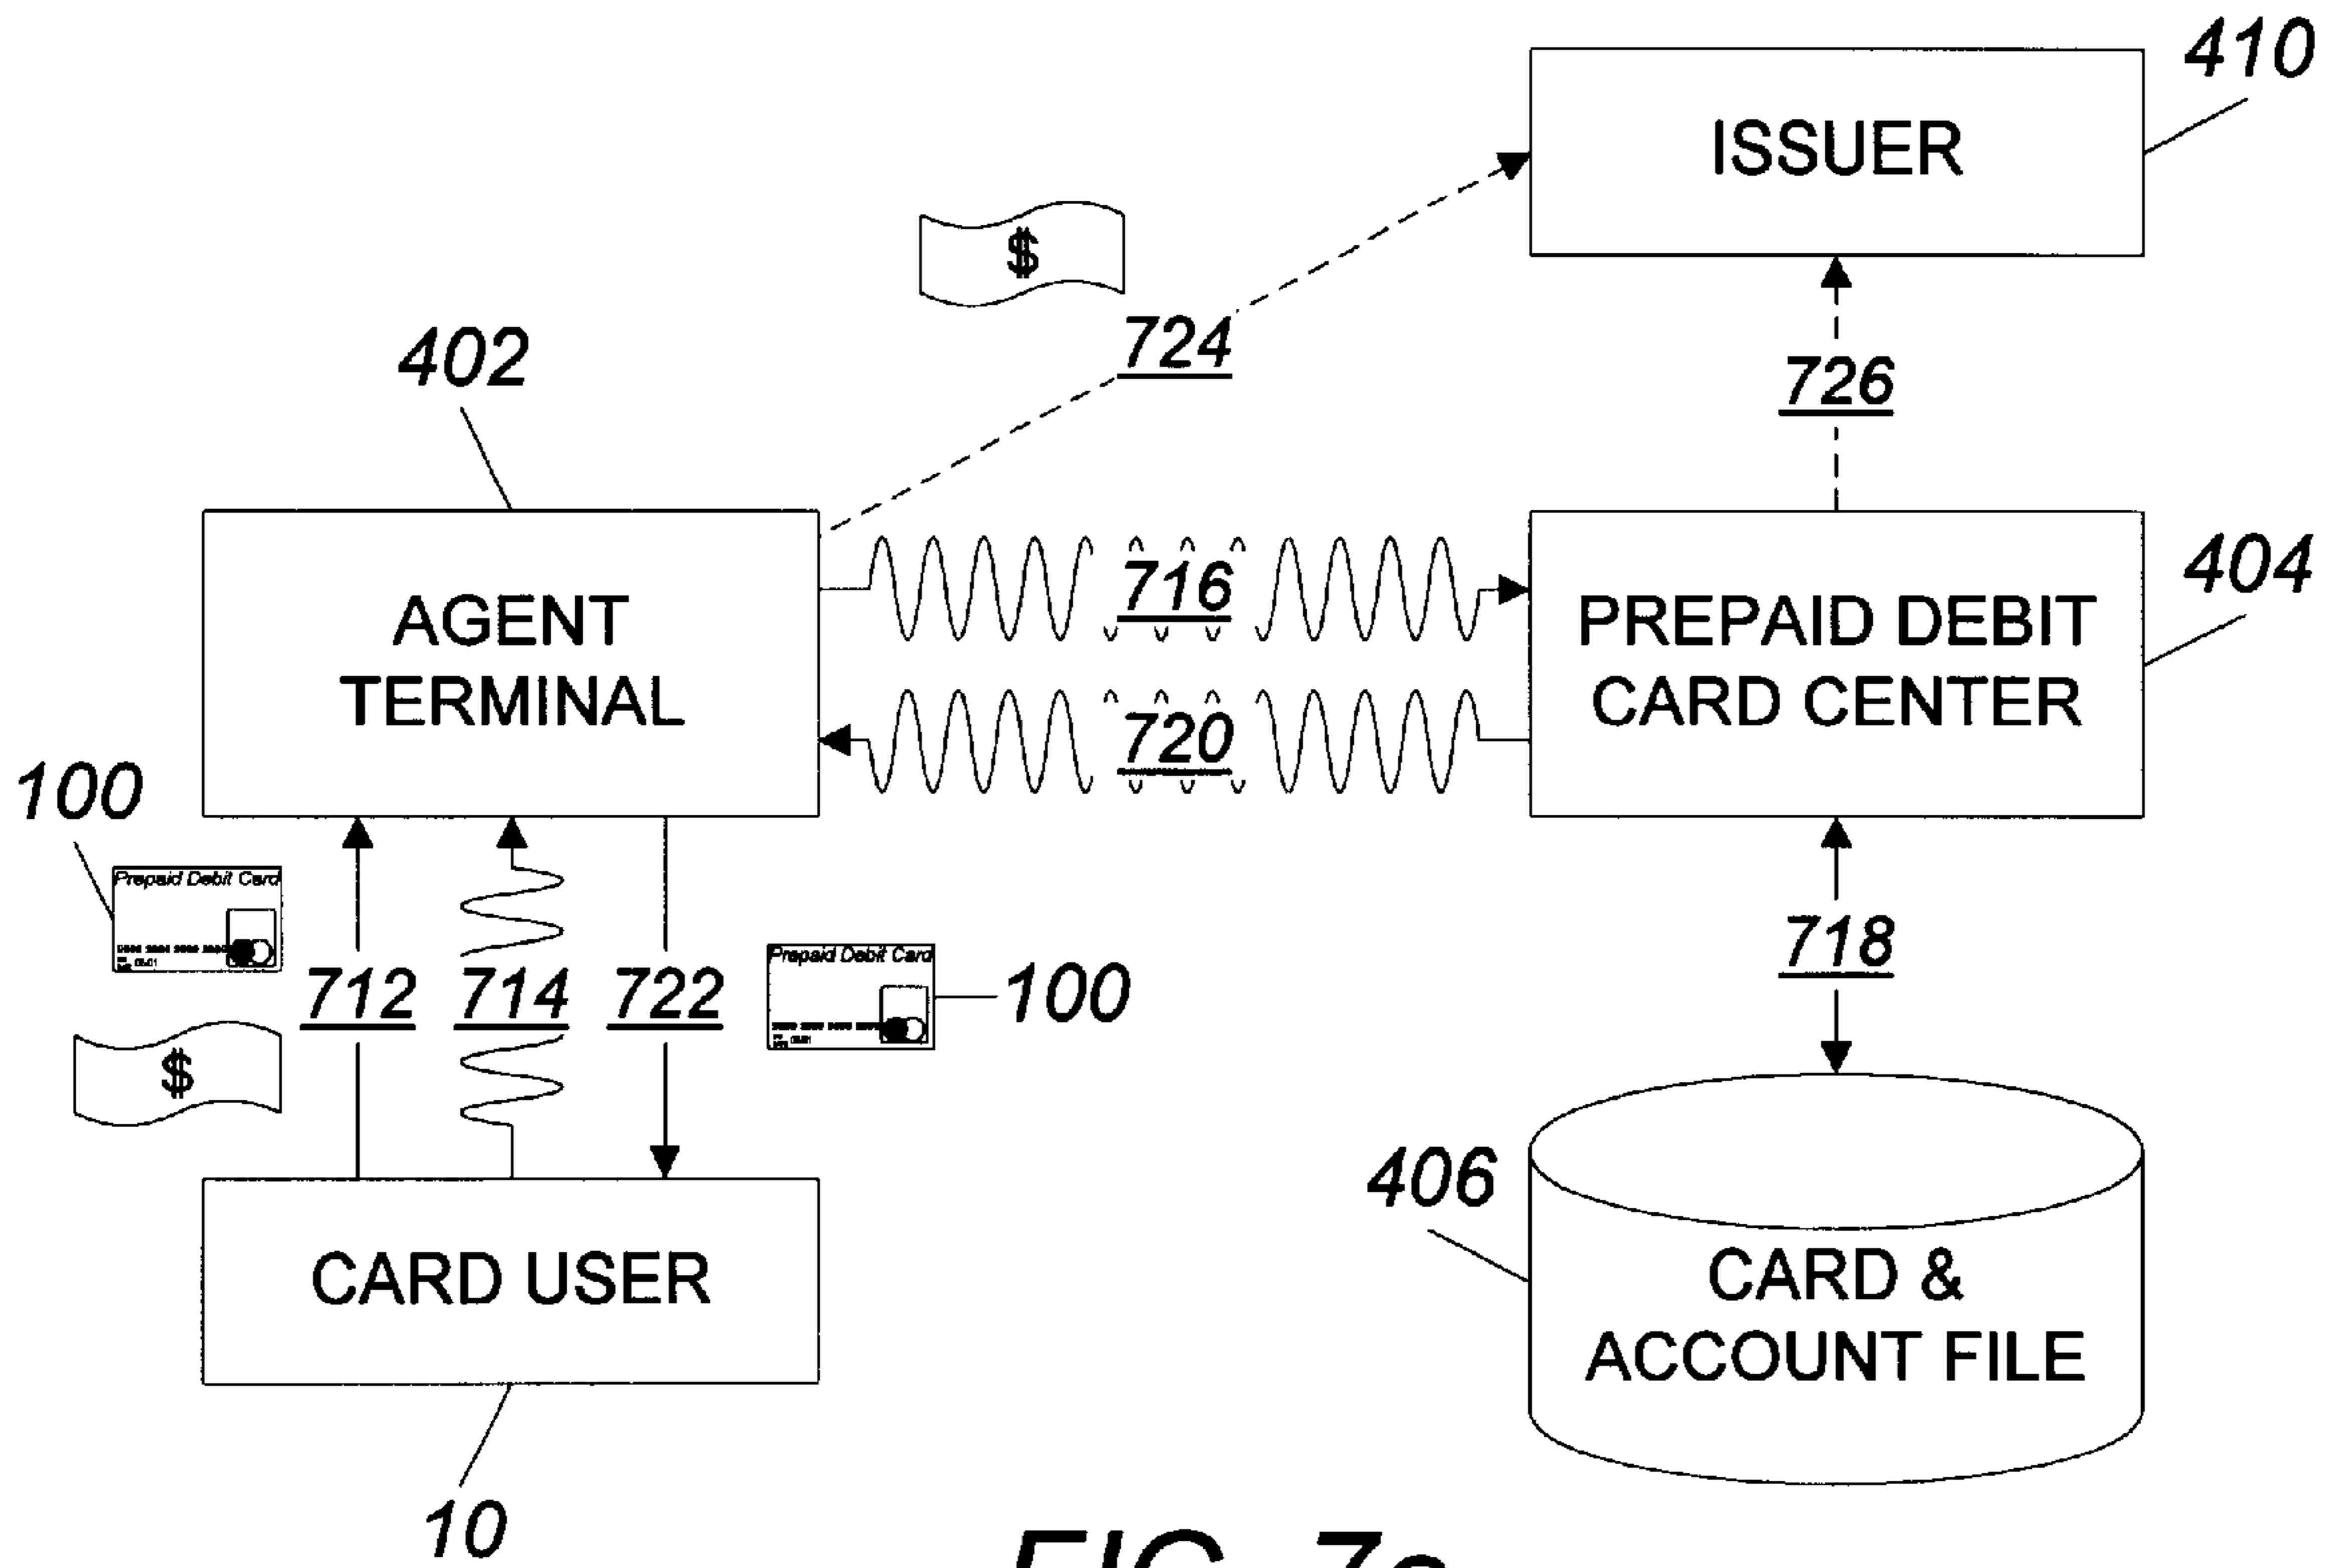 410
ISSUER
$
724
402
726
404
716
AGENT
TERMINAL
PREPAID DEBIT
CARD CENTER
720
100
Prepaid Debit Card
712
714
722
Prepaid Debit Card
100
718
$
406
CARD USER
CARD &
ACCOUNT FILE
10